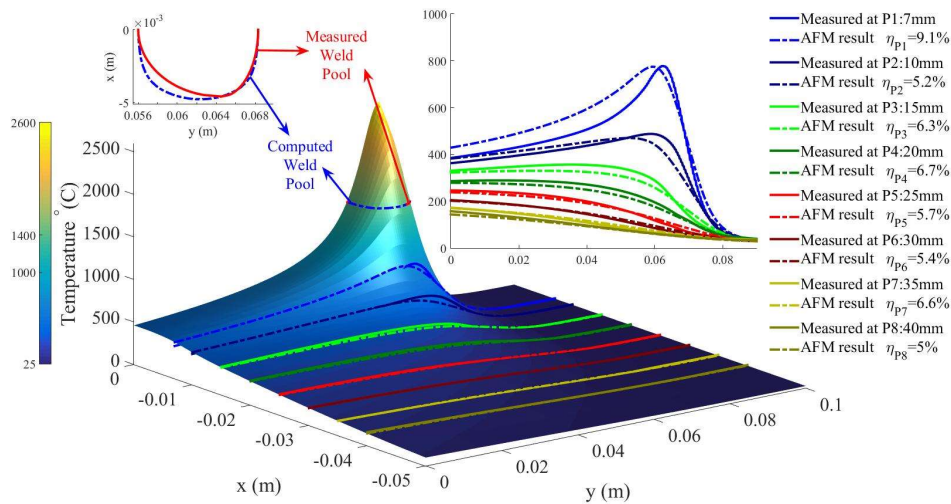 ×10⁻³
0
-5
x (m)
0.056 0.06 0.064 0.068
y (m)
Measured
Weld
Pool
Computed
Weld
Pool
2600
1400
1000
200
25
Temperature °(C)
2500
2000
1500
1000
500
0
0
-0.01
-0.02
-0.03
-0.04
-0.05
x (m)
0
0.02
0.04
0.06
0.08
0.1
y (m)
1000
800
600
400
200
0
0 0.02 0.04 0.06 0.08
Measured at P1:7mm
AFM result η_P1=9.1%
Measured at P2:10mm
AFM result η_P2=5.2%
Measured at P3:15mm
AFM result η_P3=6.3%
Measured at P4:20mm
AFM result η_P4=6.7%
Measured at P5:25mm
AFM result η_P5=5.7%
Measured at P6:30mm
AFM result η_P6=5.4%
Measured at P7:35mm
AFM result η_P7=6.6%
Measured at P8:40mm
AFM result η_P8=5%